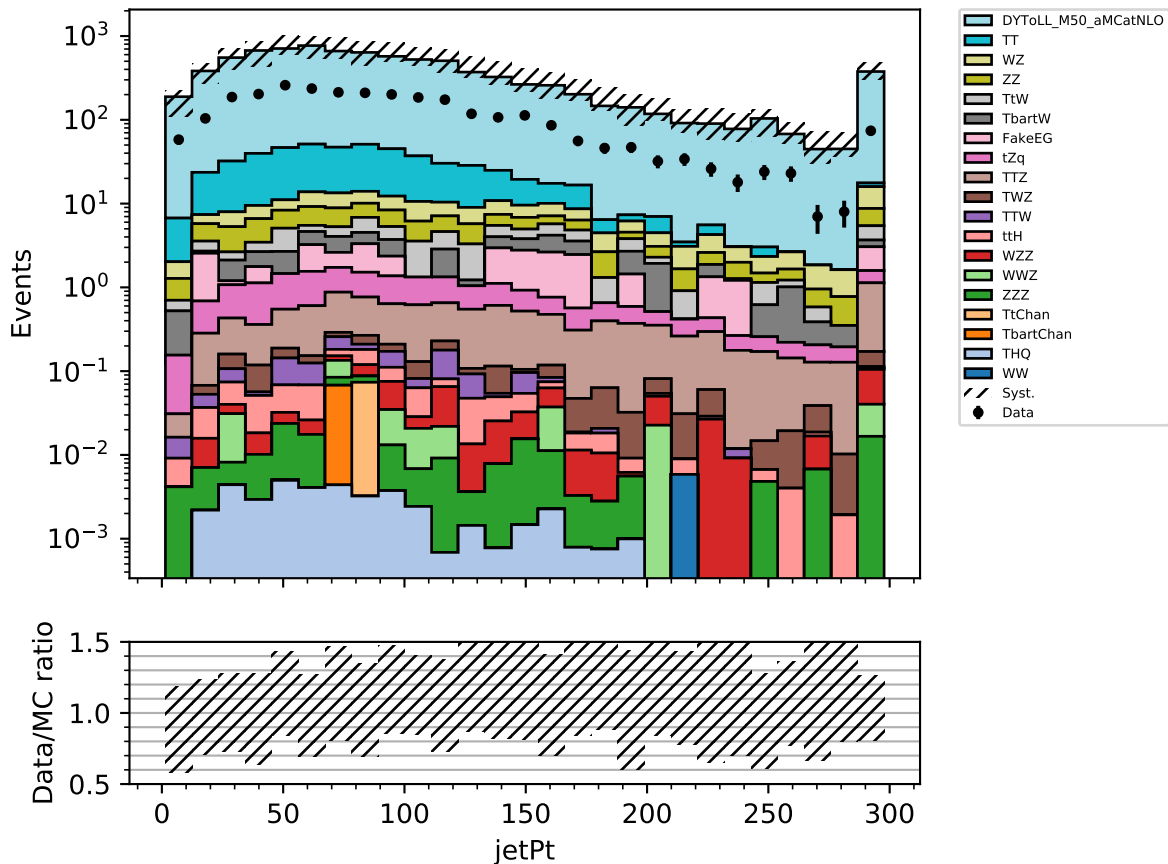 10³
10²
10¹
10⁰
10⁻¹
10⁻²
10⁻³
Events
DYToLL_M50_aMCatNLO
TT
WZ
ZZ
TtW
TbartW
FakeEG
tZq
TTZ
TWZ
TTW
ttH
WZZ
WWZ
ZZZ
TtChan
TbartChan
THQ
WW
Syst.
Data
1.5
1.0
0.5
Data/MC ratio
0 50 100 150 200 250 300
jetPt